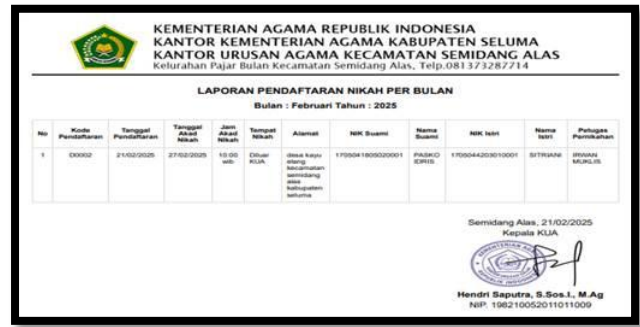 KEMENTERIAN AGAMA REPUBLIK INDONESIA
KANTOR KEMENTERIAN AGAMA KABUPATEN SELUMA
KANTOR URUSAN AGAMA KECAMATAN SEMIDANG ALAS
Kelurahan Pajar Bulan Kecamatan Semidang Alas, Telp.081373287714
LAPORAN PENDAFTARAN NIKAH PER BULAN
Bulan : Februari Tahun : 2025
No Kode Pendaftaran Tanggal Pendaftaran Tanggal Akad Nikah Jam Akad Nikah Tempat Nikah Alamat NIK Suami Nama Suami NIK Istri Nama Istri Petugas Pernikahan
1 D0002 21/02/2025 27/02/2025 15:00 wib Diluar KUA desa kayu elang kecamatan semidang alas kabupaten seluma 1705041805020001 PASKO IDRIS 1705044203010001 SITRIANI IRWAN MUKLIS
Semidang Alas, 21/02/2025
Kepala KUA
Hendri Saputra, S.Sos.I., M.Ag
NIP. 198210052011011009